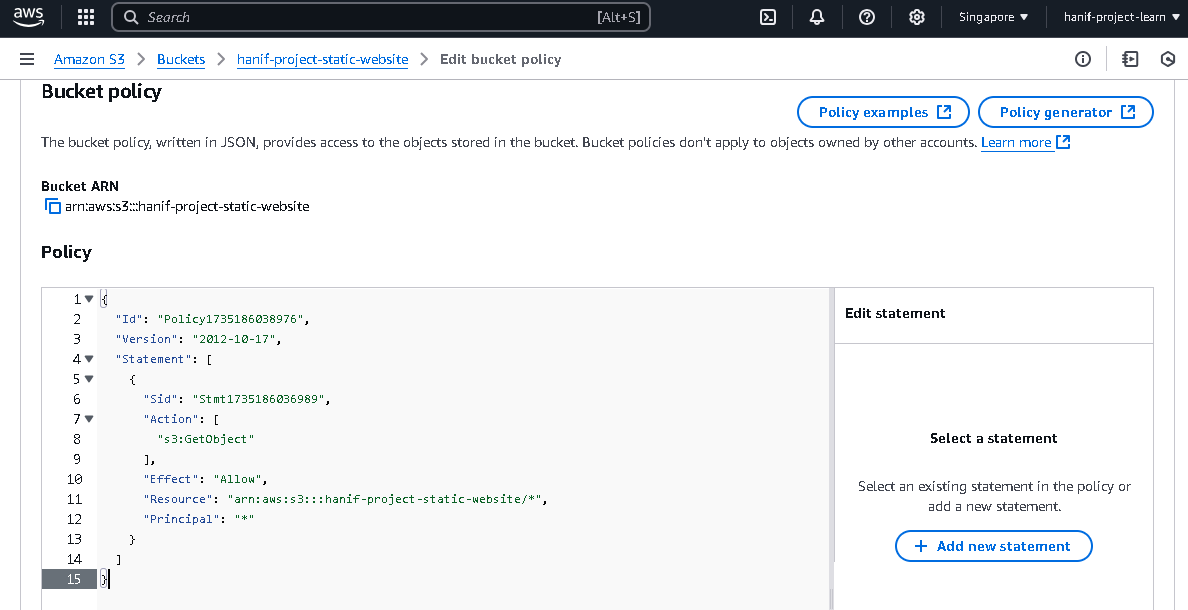 aws
Search [Alt+S] Singapore ▼ hanif-project-learn ▼
Amazon S3 > Buckets > hanif-project-static-website > Edit bucket policy
Bucket policy
Policy examples Policy generator
The bucket policy, written in JSON, provides access to the objects stored in the bucket. Bucket policies don't apply to objects owned by other accounts. Learn more
Bucket ARN
arn:aws:s3:::hanif-project-static-website
Policy
1 {
2 "Id": "Policy1735186038976",
3 "Version": "2012-10-17",
4 "Statement": [
5 {
6 "Sid": "Stmt1735186036989",
7 "Action": [
8 "s3:GetObject"
9 ],
10 "Effect": "Allow",
11 "Resource": "arn:aws:s3:::hanif-project-static-website/*",
12 "Principal": "*"
13 }
14 ]
15 }
Edit statement
Select a statement
Select an existing statement in the policy or
add a new statement.
+ Add new statement